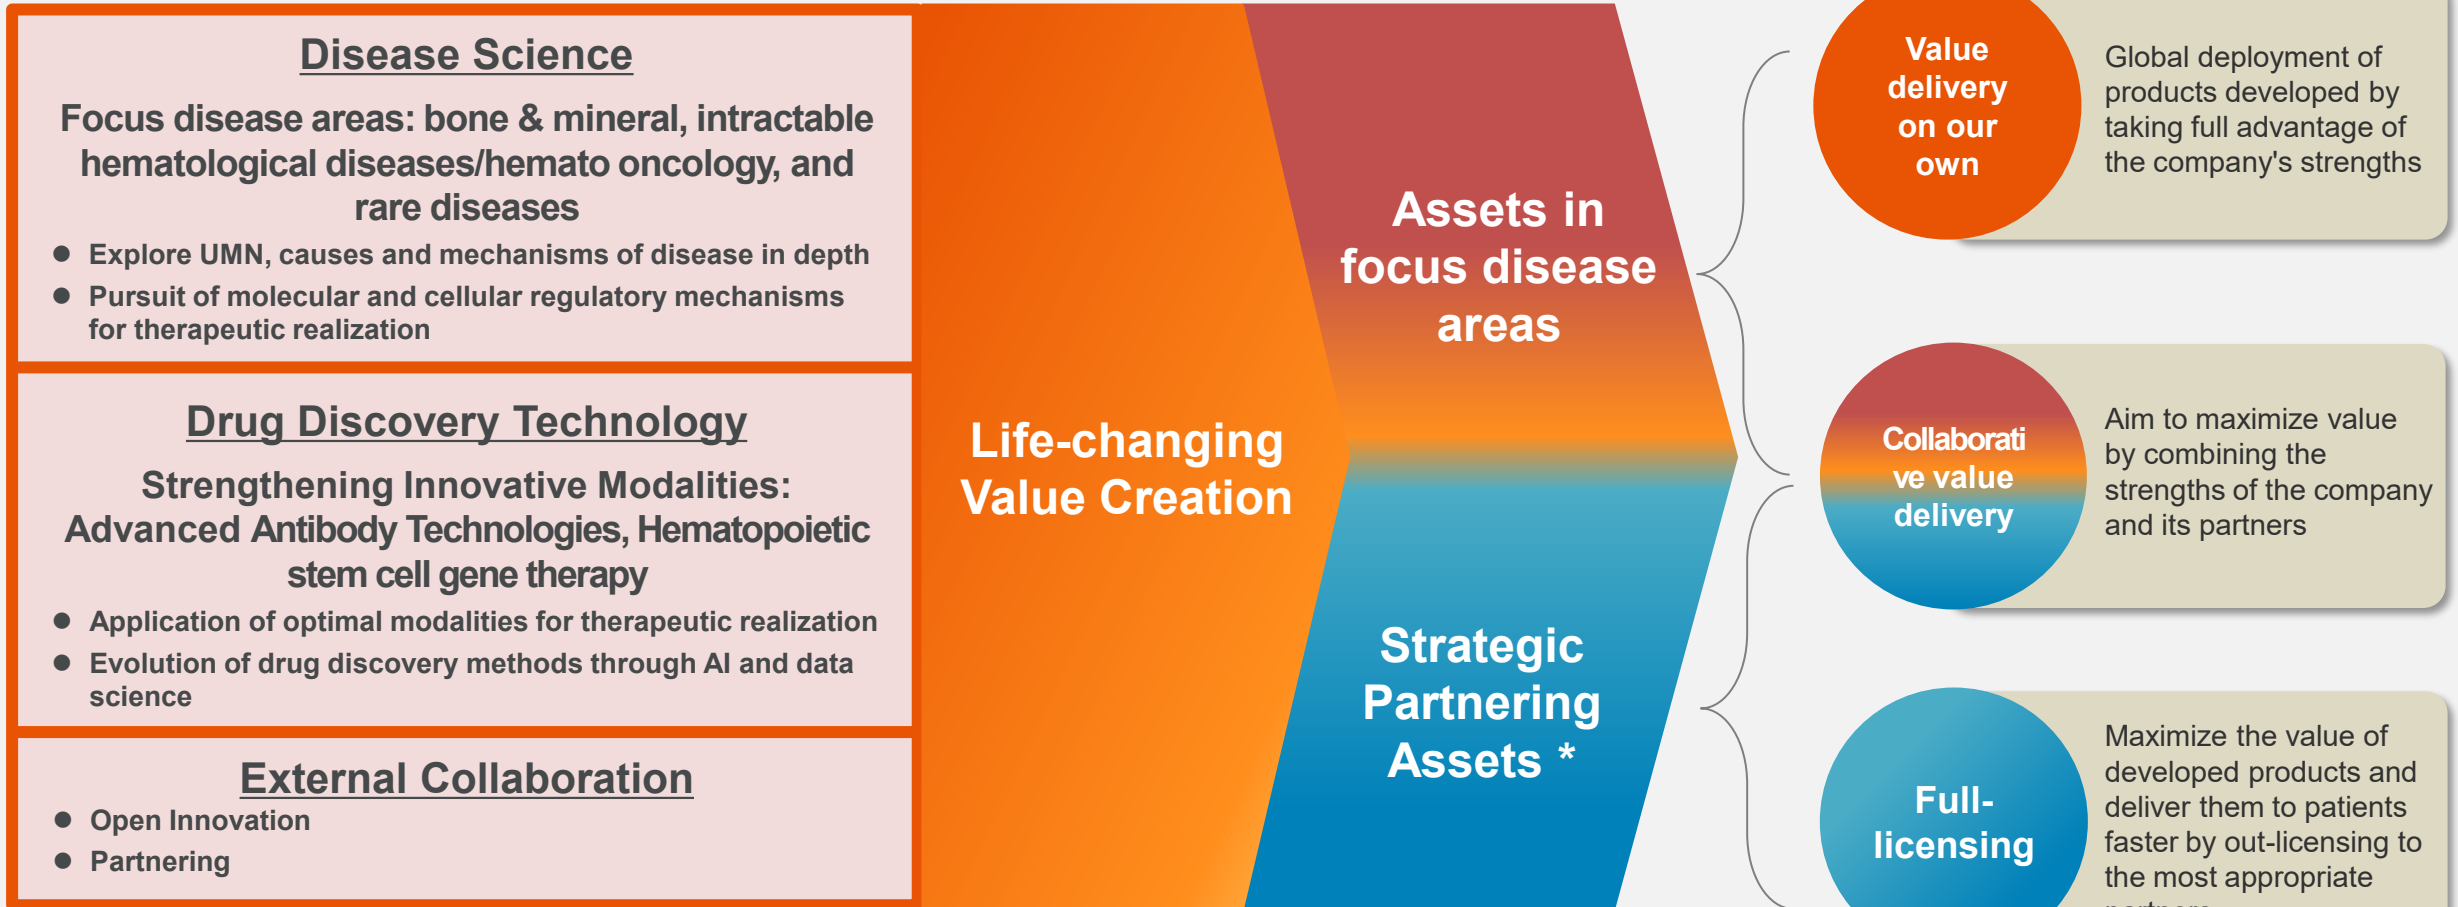 Disease Science
Focus disease areas: bone & mineral, intractable
hematological diseases/hemato oncology, and
rare diseases
● Explore UMN, causes and mechanisms of disease in depth
● Pursuit of molecular and cellular regulatory mechanisms
for therapeutic realization
Drug Discovery Technology
Strengthening Innovative Modalities:
Advanced Antibody Technologies, Hematopoietic
stem cell gene therapy
● Application of optimal modalities for therapeutic realization
● Evolution of drug discovery methods through AI and data
science
External Collaboration
● Open Innovation
● Partnering
Life-changing
Value Creation
Assets in
focus disease
areas
Strategic
Partnering
Assets *
Value
delivery
on our
own
Global deployment of
products developed by
taking full advantage of
the company's strengths
Collaborati
ve value
delivery
Aim to maximize value
by combining the
strengths of the company
and its partners
Full-
licensing
Maximize the value of
developed products and
deliver them to patients
faster by out-licensing to
the most appropriate